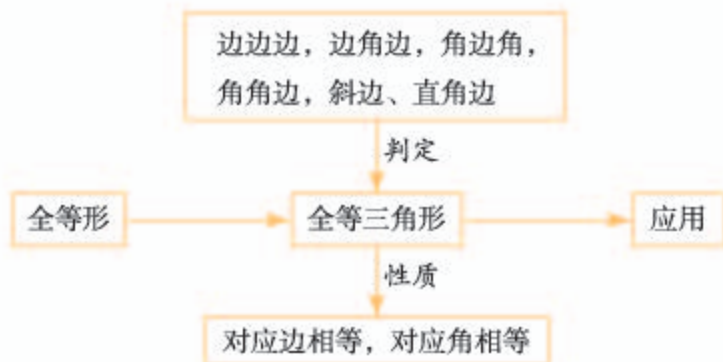 边边边，边角边，角边角，
角角边，斜边、直角边
判定
全等形
全等三角形
应用
性质
对应边相等，对应角相等